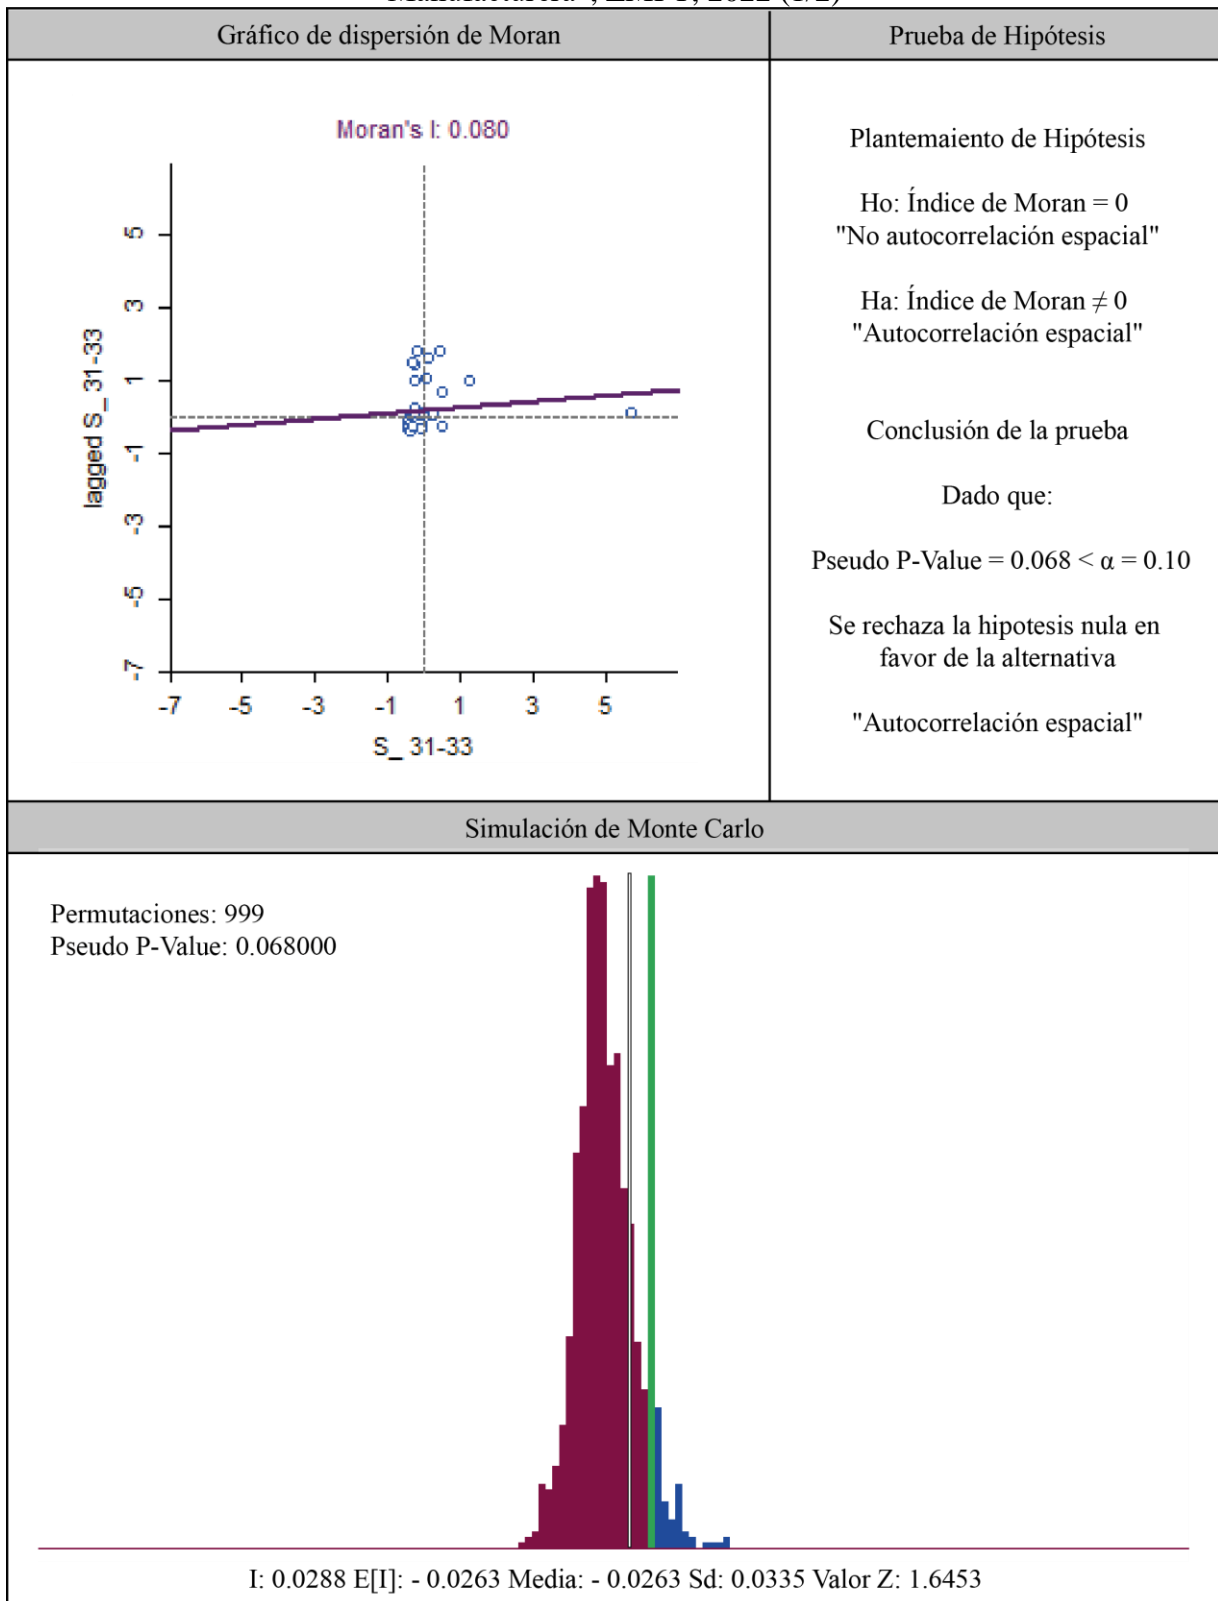 Manufacturera", ZMPT, 2022 (1/2)
Gráfico de dispersión de Moran
Prueba de Hipótesis
Moran's I: 0.080
lagged S_ 31-33
5
3
1
-1
-3
-5
-7
-7 -5 -3 -1 1 3 5
S_ 31-33
Plantemaiento de Hipótesis
Ho: Índice de Moran = 0
"No autocorrelación espacial"
Ha: Índice de Moran ≠ 0
"Autocorrelación espacial"
Conclusión de la prueba
Dado que:
Pseudo P-Value = 0.068 < α = 0.10
Se rechaza la hipotesis nula en
favor de la alternativa
"Autocorrelación espacial"
Simulación de Monte Carlo
Permutaciones: 999
Pseudo P-Value: 0.068000
I: 0.0288 E[I]: - 0.0263 Media: - 0.0263 Sd: 0.0335 Valor Z: 1.6453